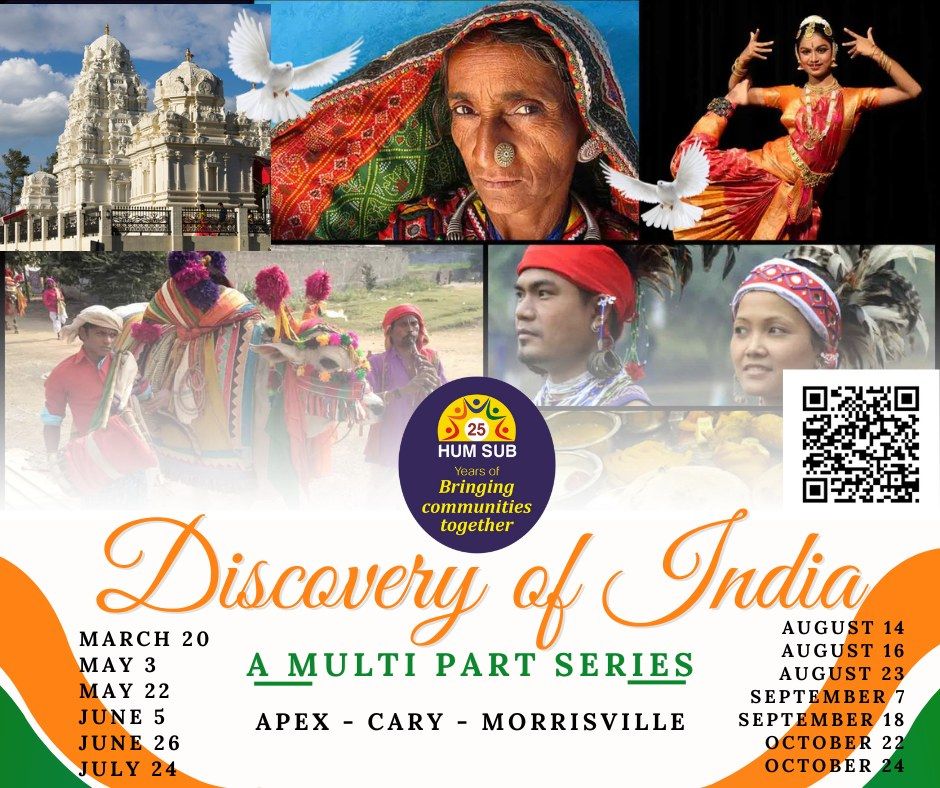 25
HUM SUB
Years of
Bringing
communities
together
Discovery of India
A MULTI PART SERIES
APEX - CARY - MORRISVILLE
MARCH 20
MAY 3
MAY 22
JUNE 5
JUNE 26
JULY 24
AUGUST 14
AUGUST 16
AUGUST 23
SEPTEMBER 7
SEPTEMBER 18
OCTOBER 22
OCTOBER 24